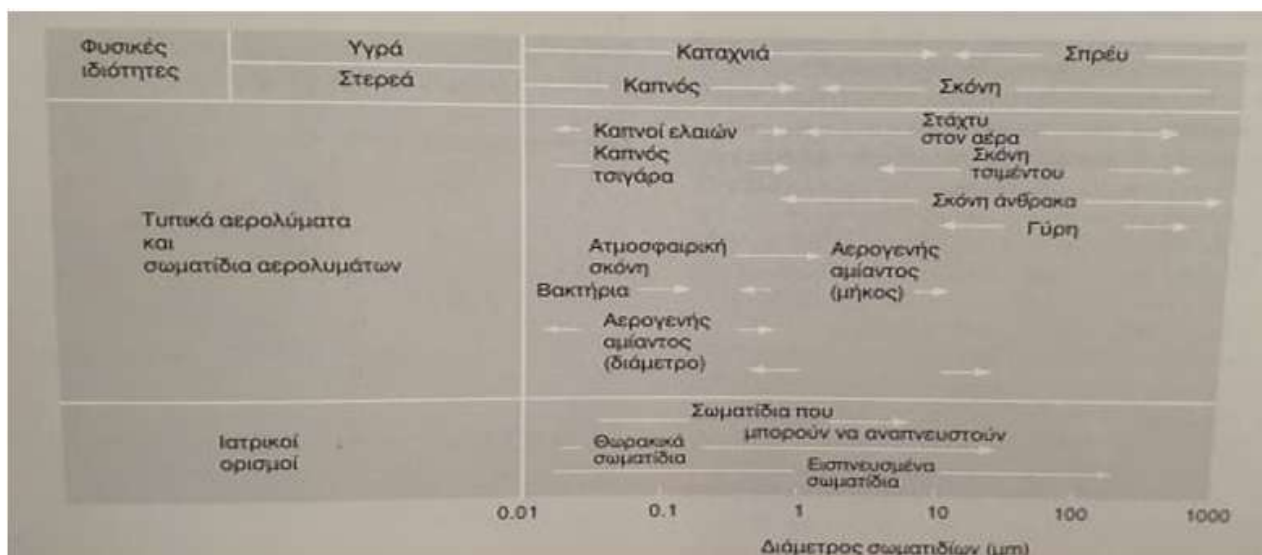 Φυσικές
ιδιότητες
Υγρά
Στερεά
Καταχνιά
Σπρέυ
Καπνός
Σκόνη
Τυπικά αερολύματα
και
σωματίδια αερολυμάτων
Καπνοί ελαιών
Καπνός
τσιγάρα
Στάχτυ
στον αέρα
Σκόνη
τσιμέντου
Σκόνη άνθρακα
Γύρη
Ατμοσφαιρική
σκόνη
Αερογενής
αμίαντος
(μήκος)
Βακτήρια
Αερογενής
αμίαντος
(διάμετρο)
Ιατρικοί
ορισμοί
Σωματίδια που
μπορούν να αναπνευστούν
Θωρακικά
σωματίδια
Εισπνευσμένα
σωματίδια
0.01 0.1 1 10 100 1000
Διάμετρος σωματιδίων (μm)